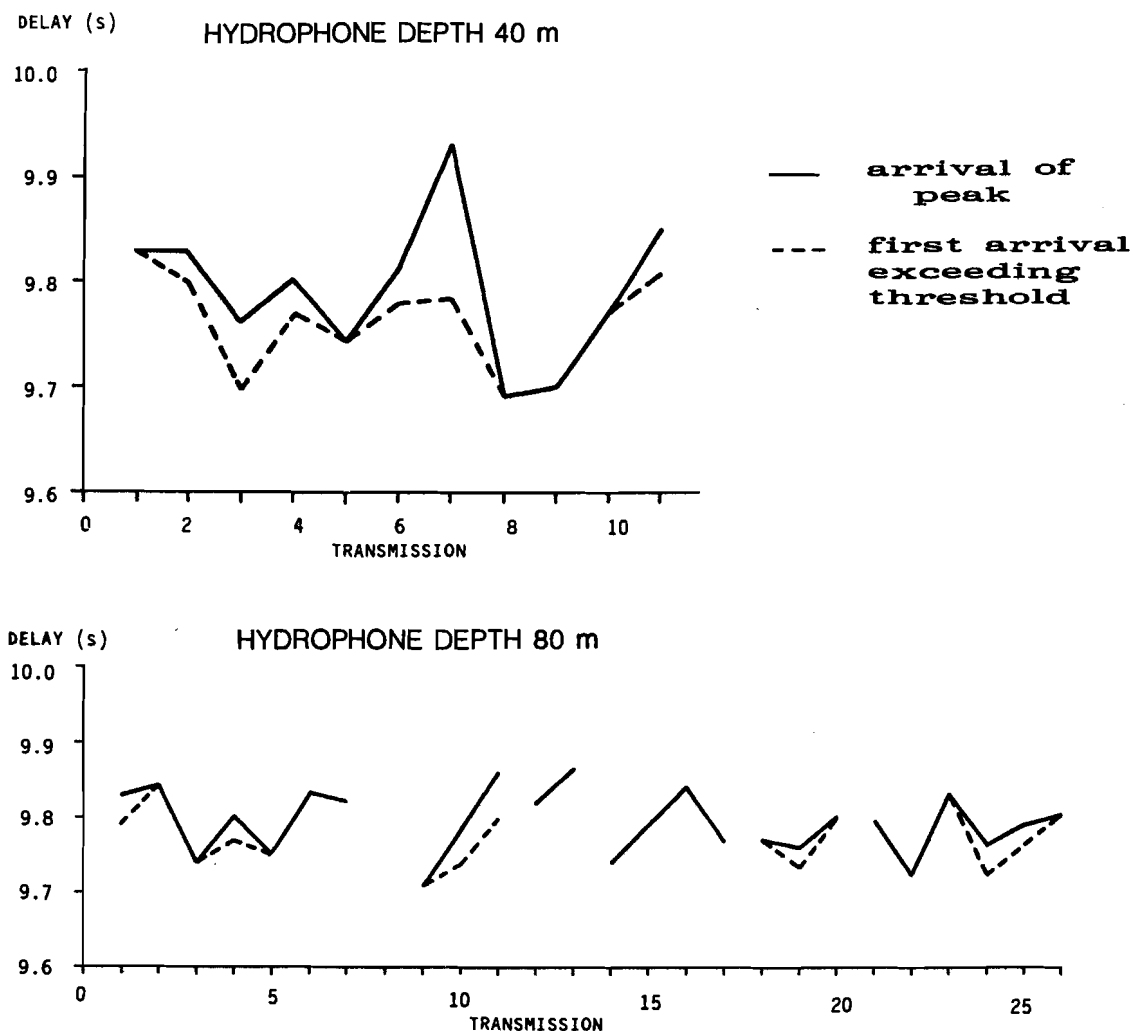 DELAY (s)
HYDROPHONE DEPTH 40 m
10.0
9.9
9.8
9.7
9.6
0 2 4 6 8 10
TRANSMISSION
arrival of
peak
first arrival
exceeding
threshold
DELAY (s)
HYDROPHONE DEPTH 80 m
10.0
9.9
9.8
9.7
9.6
0 5 10 15 20 25
TRANSMISSION